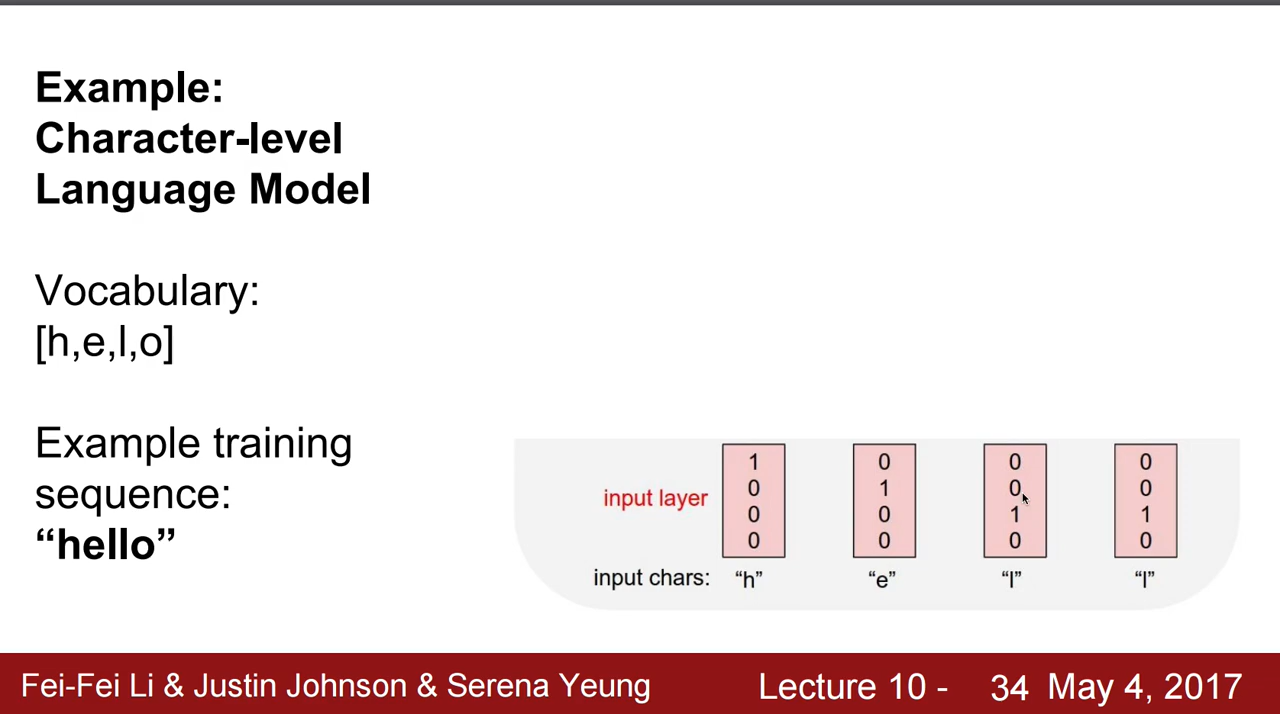 Example:
Character-level
Language Model
Vocabulary:
[h,e,l,o]
Example training
sequence:
“hello”
1 0 0 0
input layer 0 1 0 0
0 0 1 1
0 0 0 0
input chars: “h” “e” “l” “l”
Fei-Fei Li & Justin Johnson & Serena Yeung Lecture 10 - 34 May 4, 2017